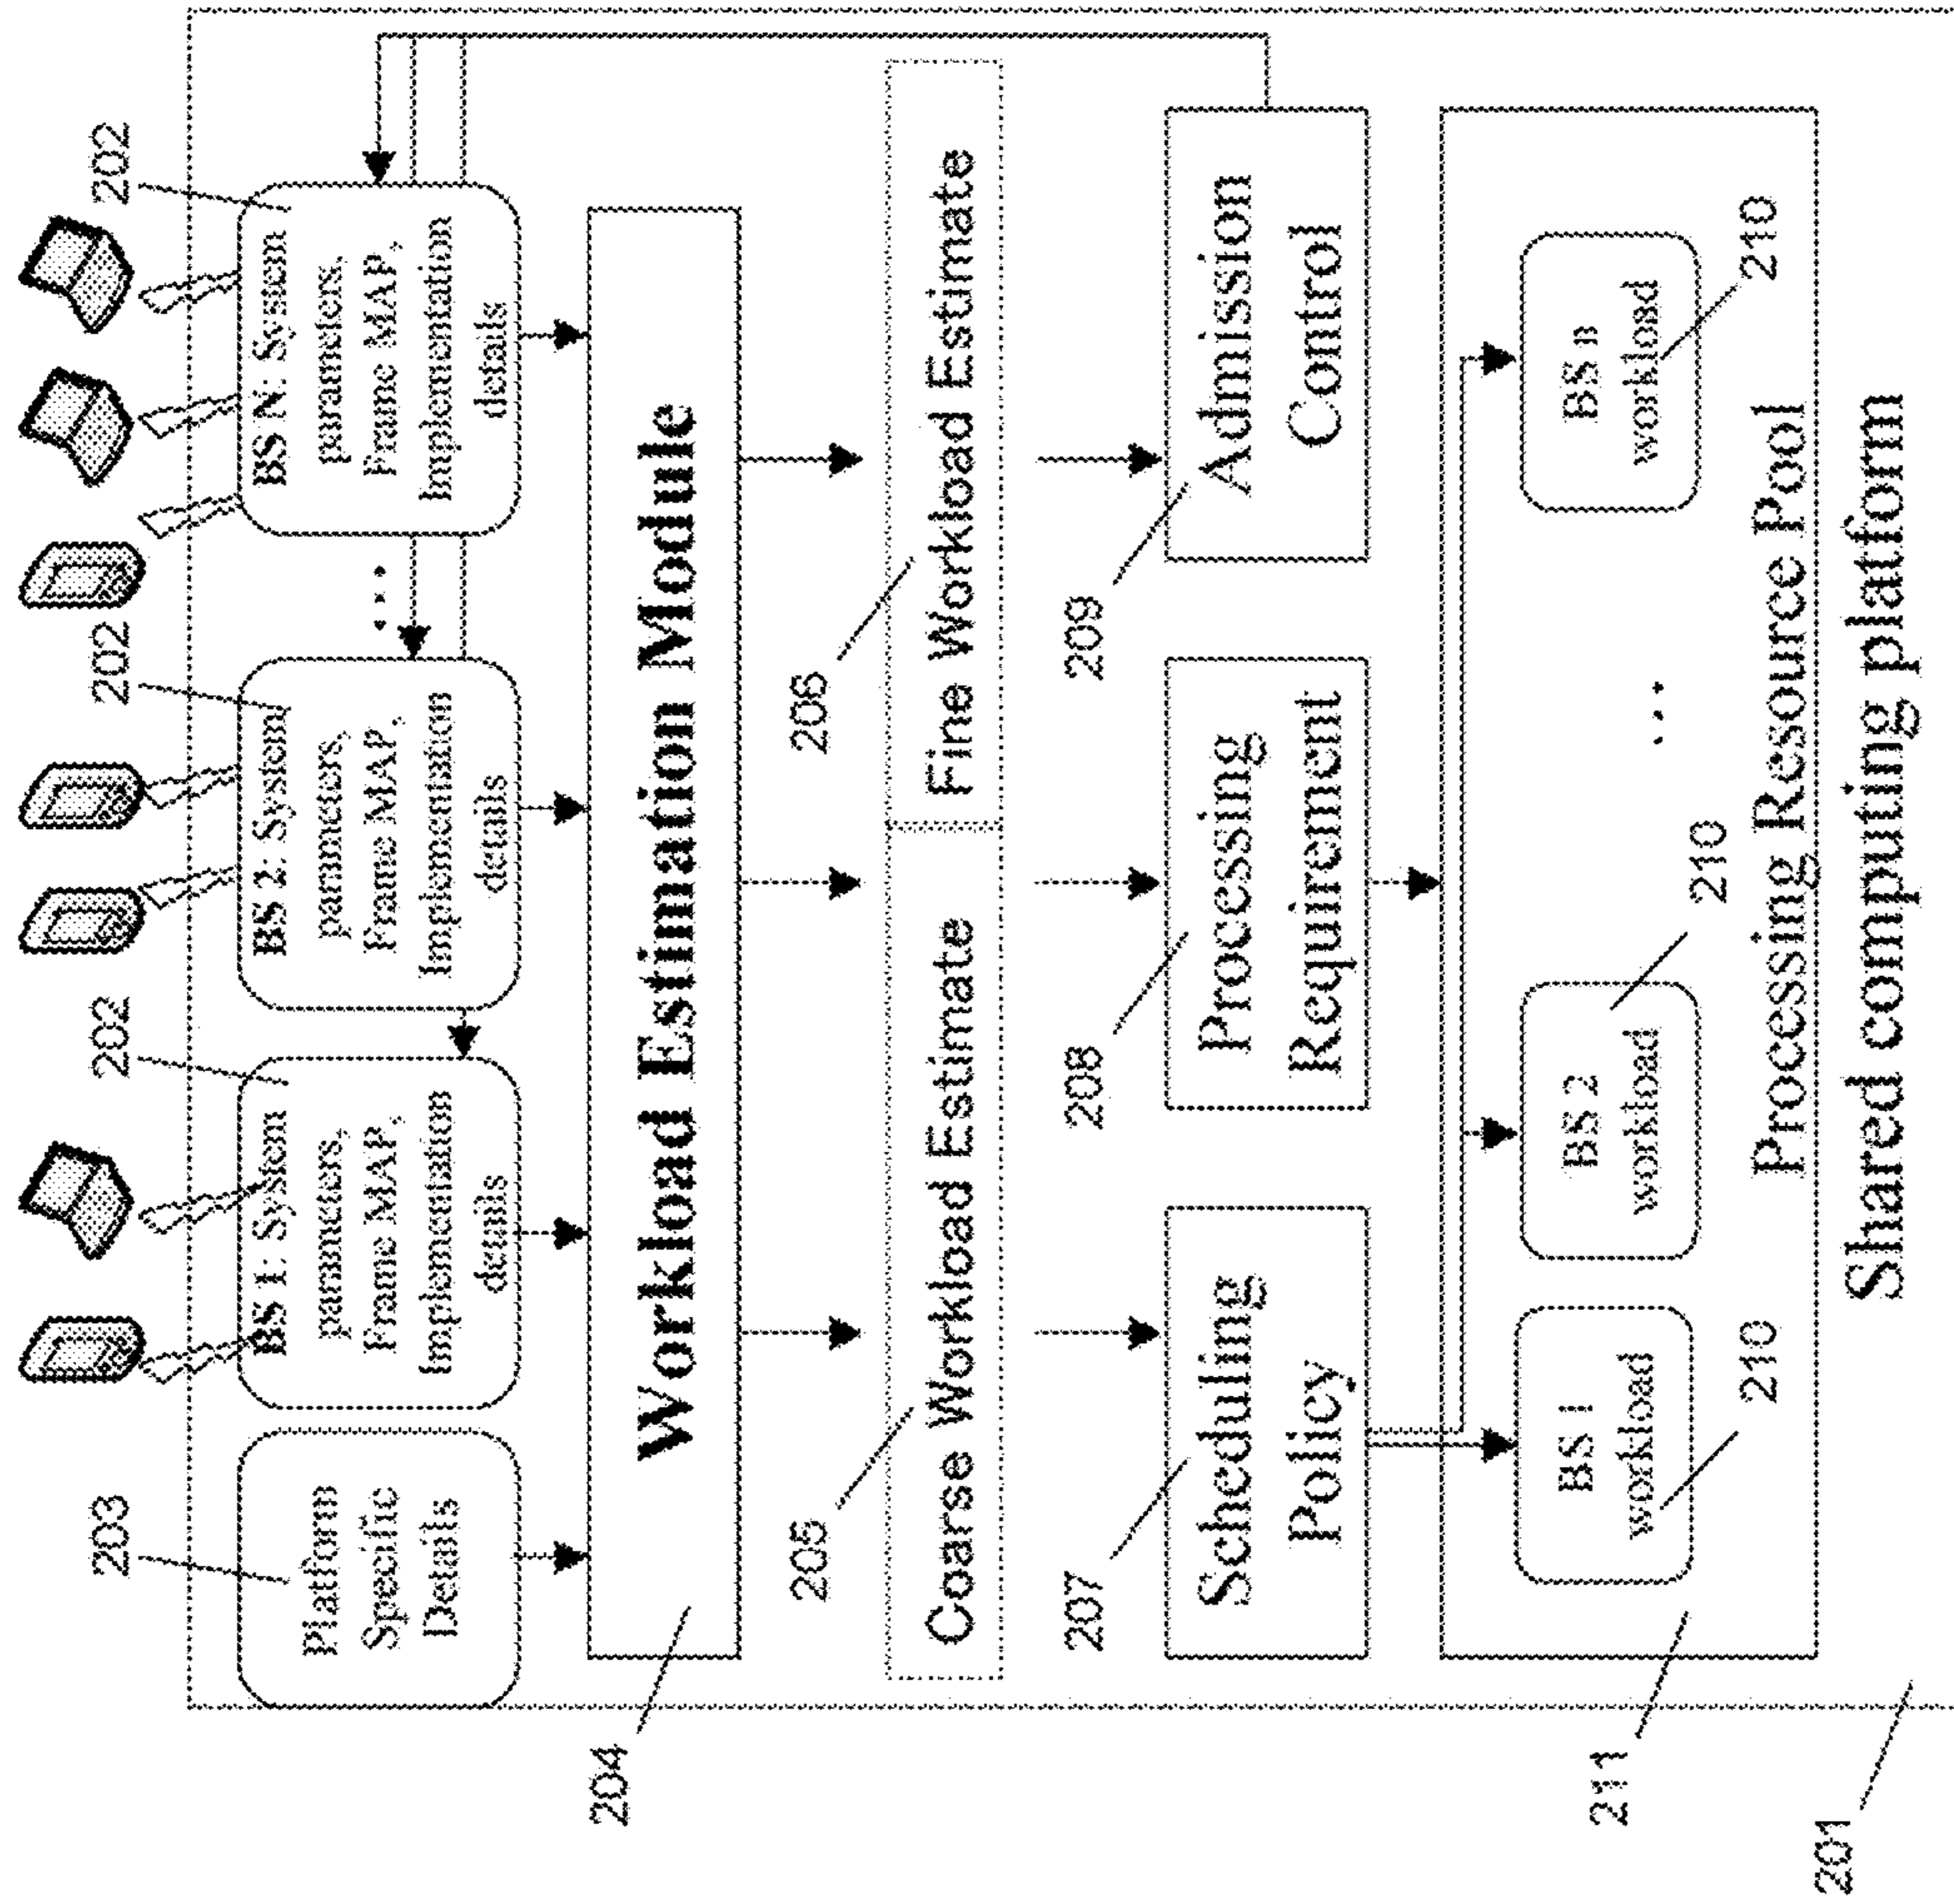 202
202
202
203
BS N: System
parameters,
Frame MAP,
Implementation
details
...
BS 2: System
parameters,
Frame MAP,
Implementation
details
BS 1: System
parameters,
Frame MAP,
Implementation
details
Platform
Specific
Details
Workload Estimation Module
204
205
206
Coarse Workload Estimate
Fine Workload Estimate
207
208
209
Scheduling
Policy
Processing
Requirement
Admission
Control
BS 1
workload
BS 2
workload
...
BS n
workload
210
210
210
Processing Resource Pool
211
Shared computing platform
201